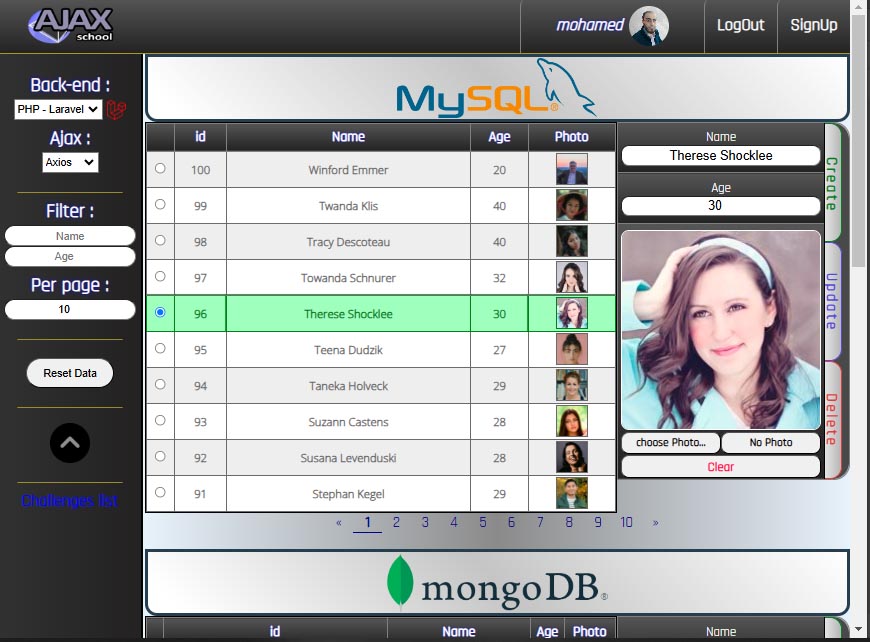 AJAX
school
mohamed
LogOut
SignUp
Back-end :
PHP - Laravel
Ajax :
Axios
Filter :
Name
Age
Per page :
10
Reset Data
Challenges list
MySQL®
id Name Age Photo
100 Winford Emmer 20
99 Twanda Klis 40
98 Tracy Descoteau 40
97 Towanda Schnurer 32
96 Therese Shocklee 30
95 Teena Dudzik 27
94 Taneka Holveck 29
93 Suzann Castens 28
92 Susana Levenduski 28
91 Stephan Kegel 29
« 1 2 3 4 5 6 7 8 9 10 »
Name
Therese Shocklee
Age
30
choose Photo... No Photo
Clear
Create
Update
Delete
mongoDB®
id Name Age Photo
Name